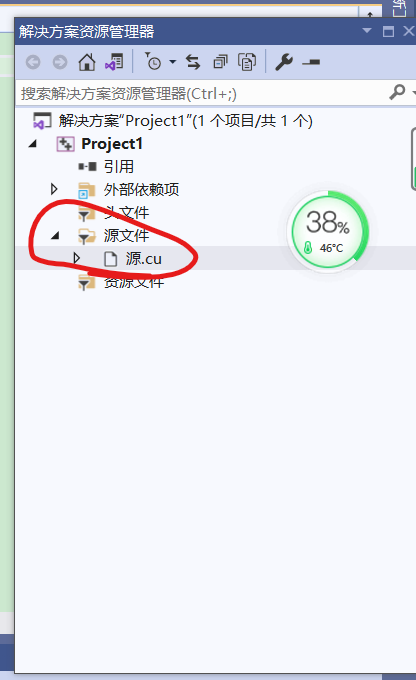 解决方案资源管理器
搜索解决方案资源管理器(Ctrl+;)
解决方案"Project1"(1 个项目/共 1 个)
Project1
引用
外部依赖项
头文件
源文件
源.cu
资源文件
38%
46°C